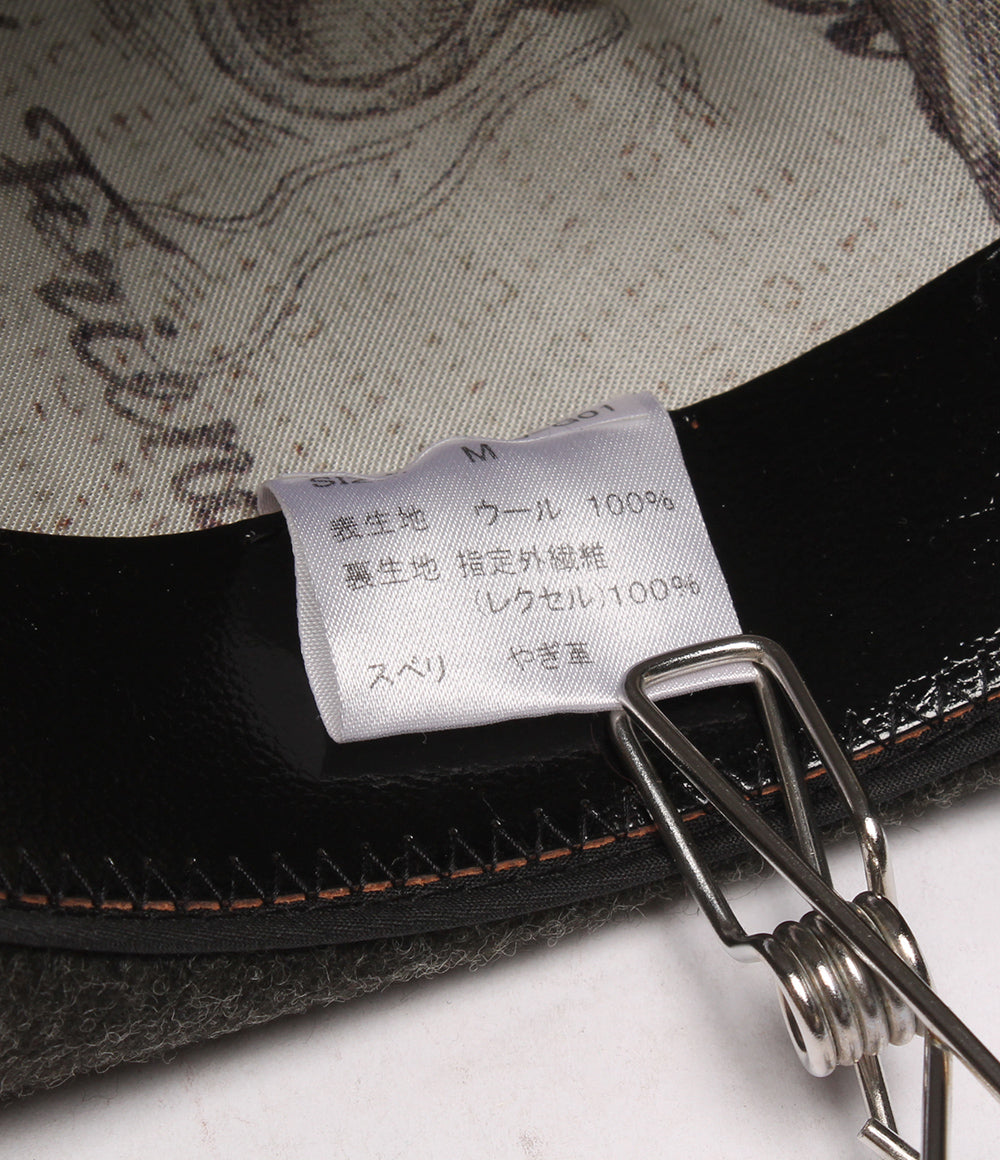 M
表生地 ウール 100%
裏生地 指定外繊維
(レクセル)100%
スベリ やぎ革